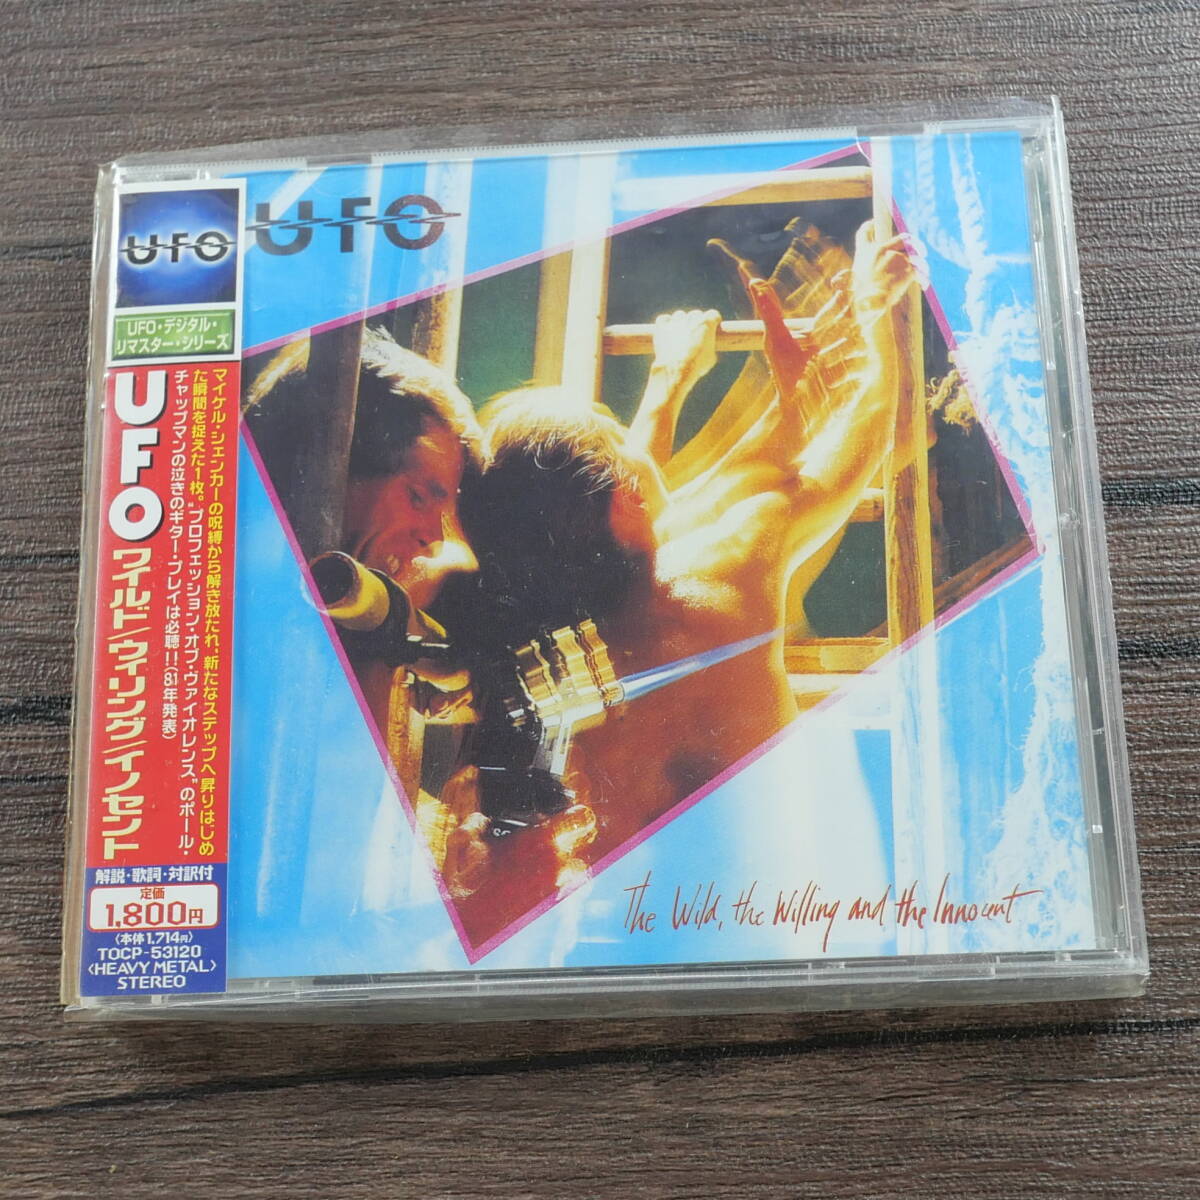 UFO
UFO・デジタル・
リマスター・シリーズ
UFO
ワイルド/ウィリング/イノセント
マイケル・シェンカーの呪縛から解き放たれ、新たなステップへ昇りはじめ
た瞬間を捉えた1枚。“プロフェッション・オブ・ヴァイオレンス”のポール・
チャップマンの泣きのギター・プレイは必聴!!(81年発表)
解説・歌詞・対訳付
定価
1,800円
〈本体1,714円〉
TOCP-53120
〈HEAVY METAL〉
STEREO
UFO
The Wild, the Willing and the Innocent